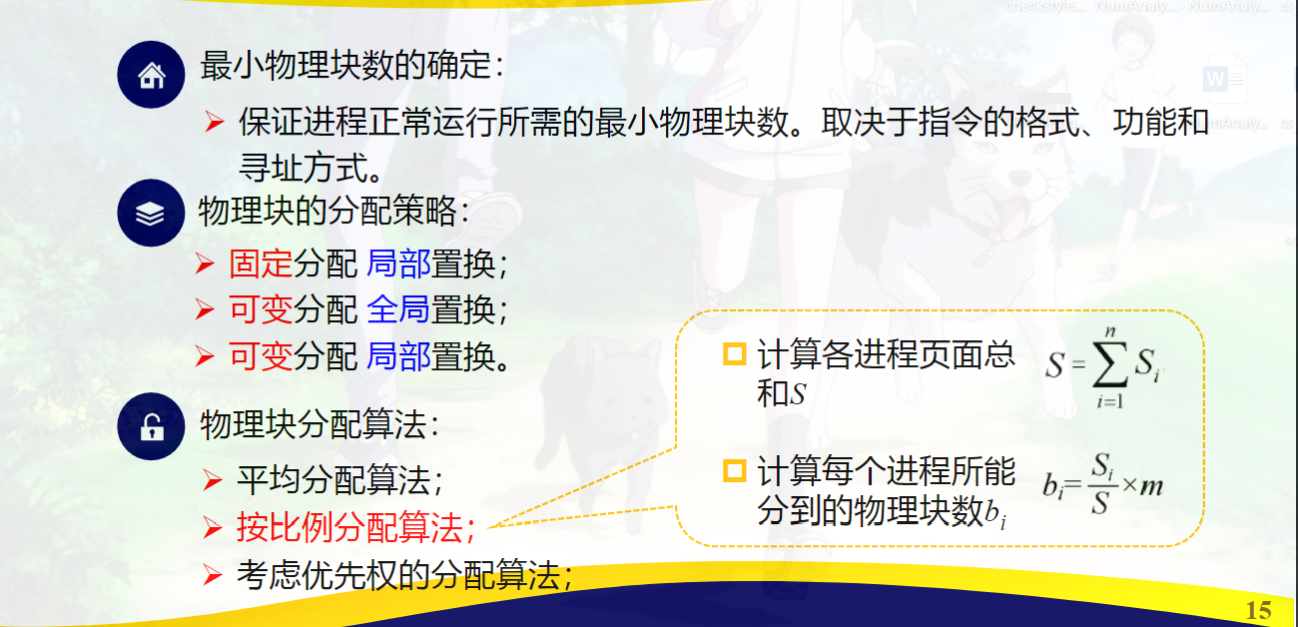 checkstyle... NumAnaly... NumAnaly...
最小物理块数的确定：
保证进程正常运行所需的最小物理块数。取决于指令的格式、功能和
寻址方式。
物理块的分配策略：
固定分配 局部置换；
可变分配 全局置换；
可变分配 局部置换。
物理块分配算法：
平均分配算法；
按比例分配算法；
考虑优先权的分配算法；
计算各进程页面总
和S
S = \sum_{i=1}^{n} S_i
计算每个进程所能
分到的物理块数b_i
b_i = \frac{S_i}{S} × m
15